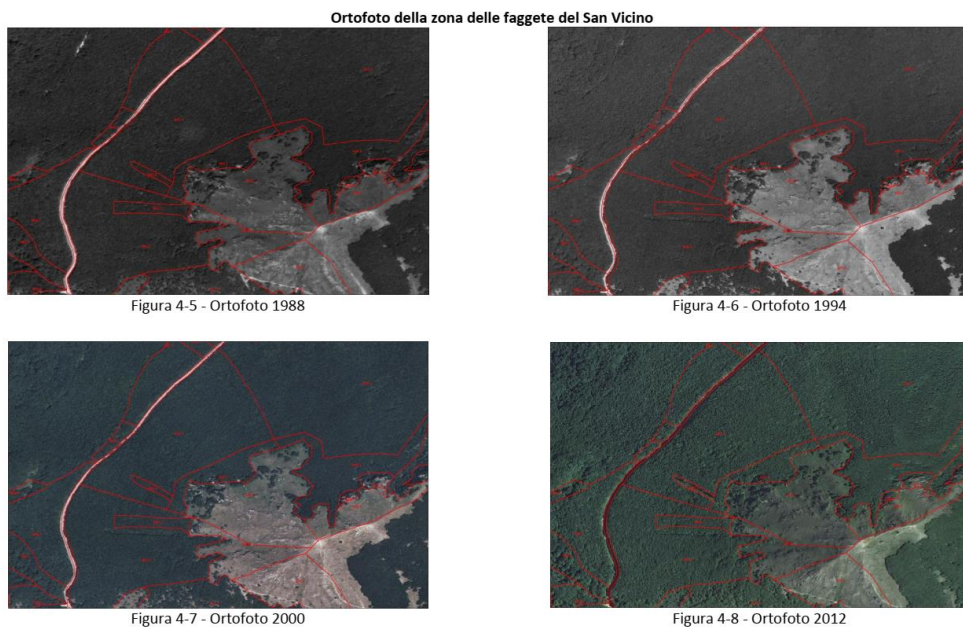 Ortofoto della zona delle faggete del San Vicino
Figura 4-5 - Ortofoto 1988
Figura 4-6 - Ortofoto 1994
Figura 4-7 - Ortofoto 2000
Figura 4-8 - Ortofoto 2012